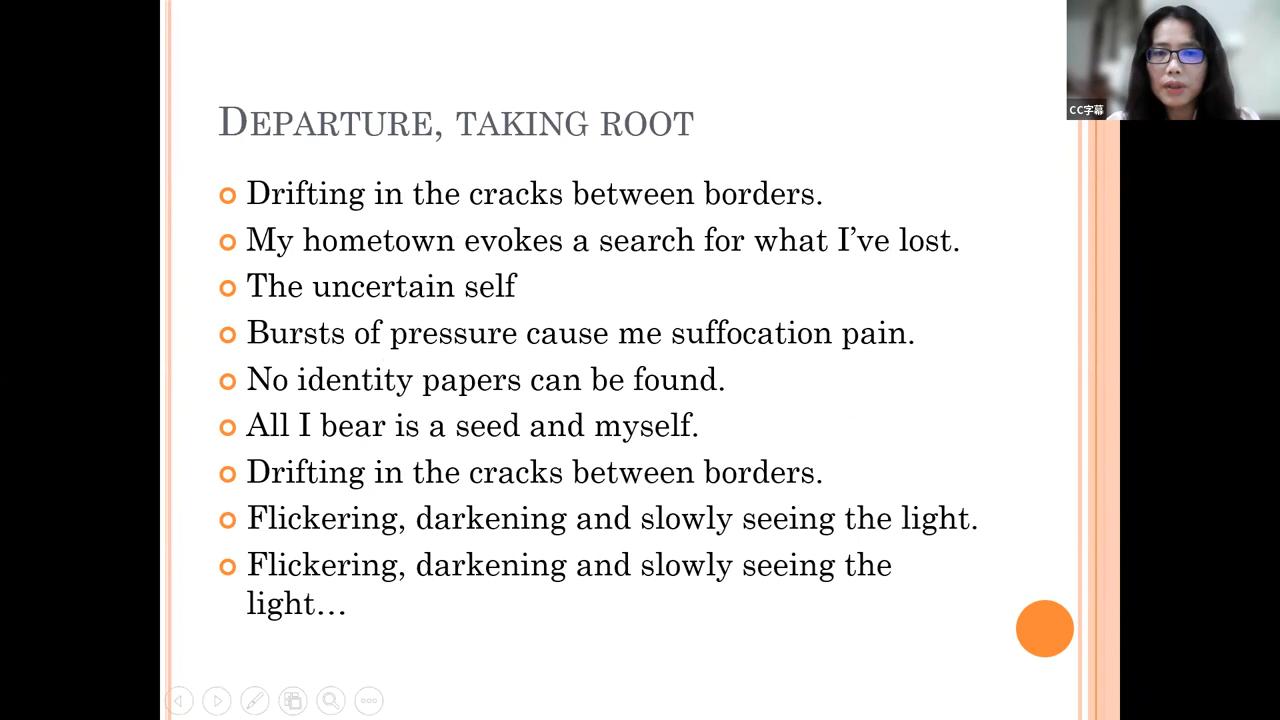 DEPARTURE, TAKING ROOT
CC字幕
Drifting in the cracks between borders.
My hometown evokes a search for what I’ve lost.
The uncertain self
Bursts of pressure cause me suffocation pain.
No identity papers can be found.
All I bear is a seed and myself.
Drifting in the cracks between borders.
Flickering, darkening and slowly seeing the light.
Flickering, darkening and slowly seeing the
light…